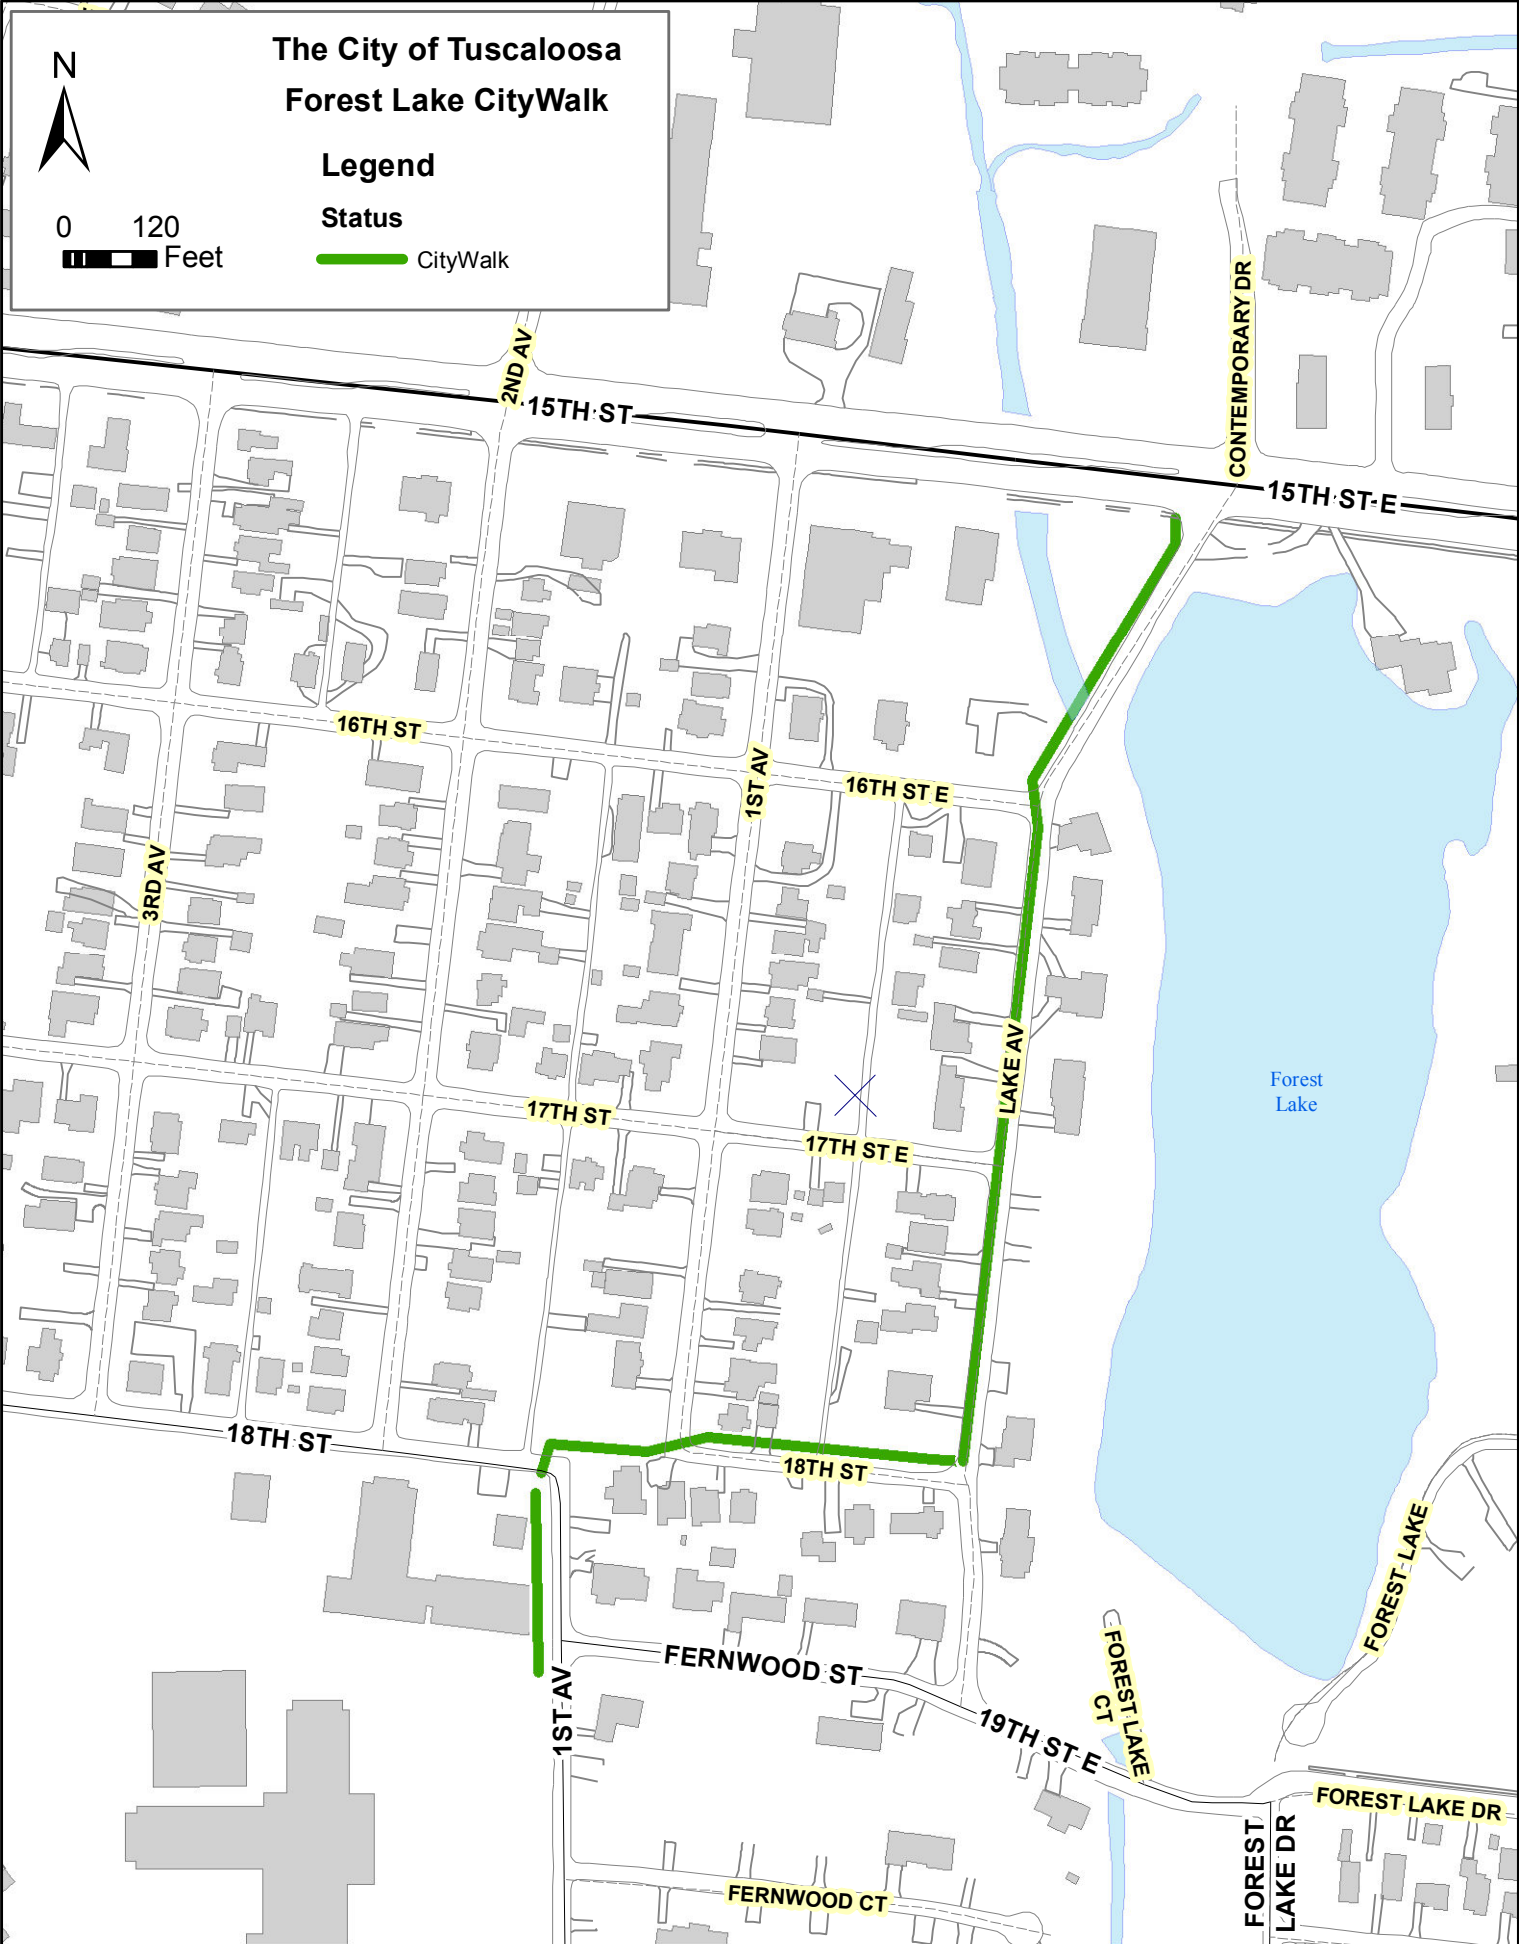 The City of Tuscaloosa
Forest Lake CityWalk
N
Legend
Status
0 120
Feet
CityWalk
2ND AV
15TH ST
CONTEMPORARY DR
15TH ST E
16TH ST
1ST AV
16TH ST E
3RD AV
LAKE AV
Forest
Lake
17TH ST
17TH ST E
18TH ST
18TH ST
FOREST LAKE
FERNWOOD ST
1ST AV
19TH ST E
FOREST LAKE
CT
FOREST LAKE DR
FOREST
LAKE DR
FERNWOOD CT